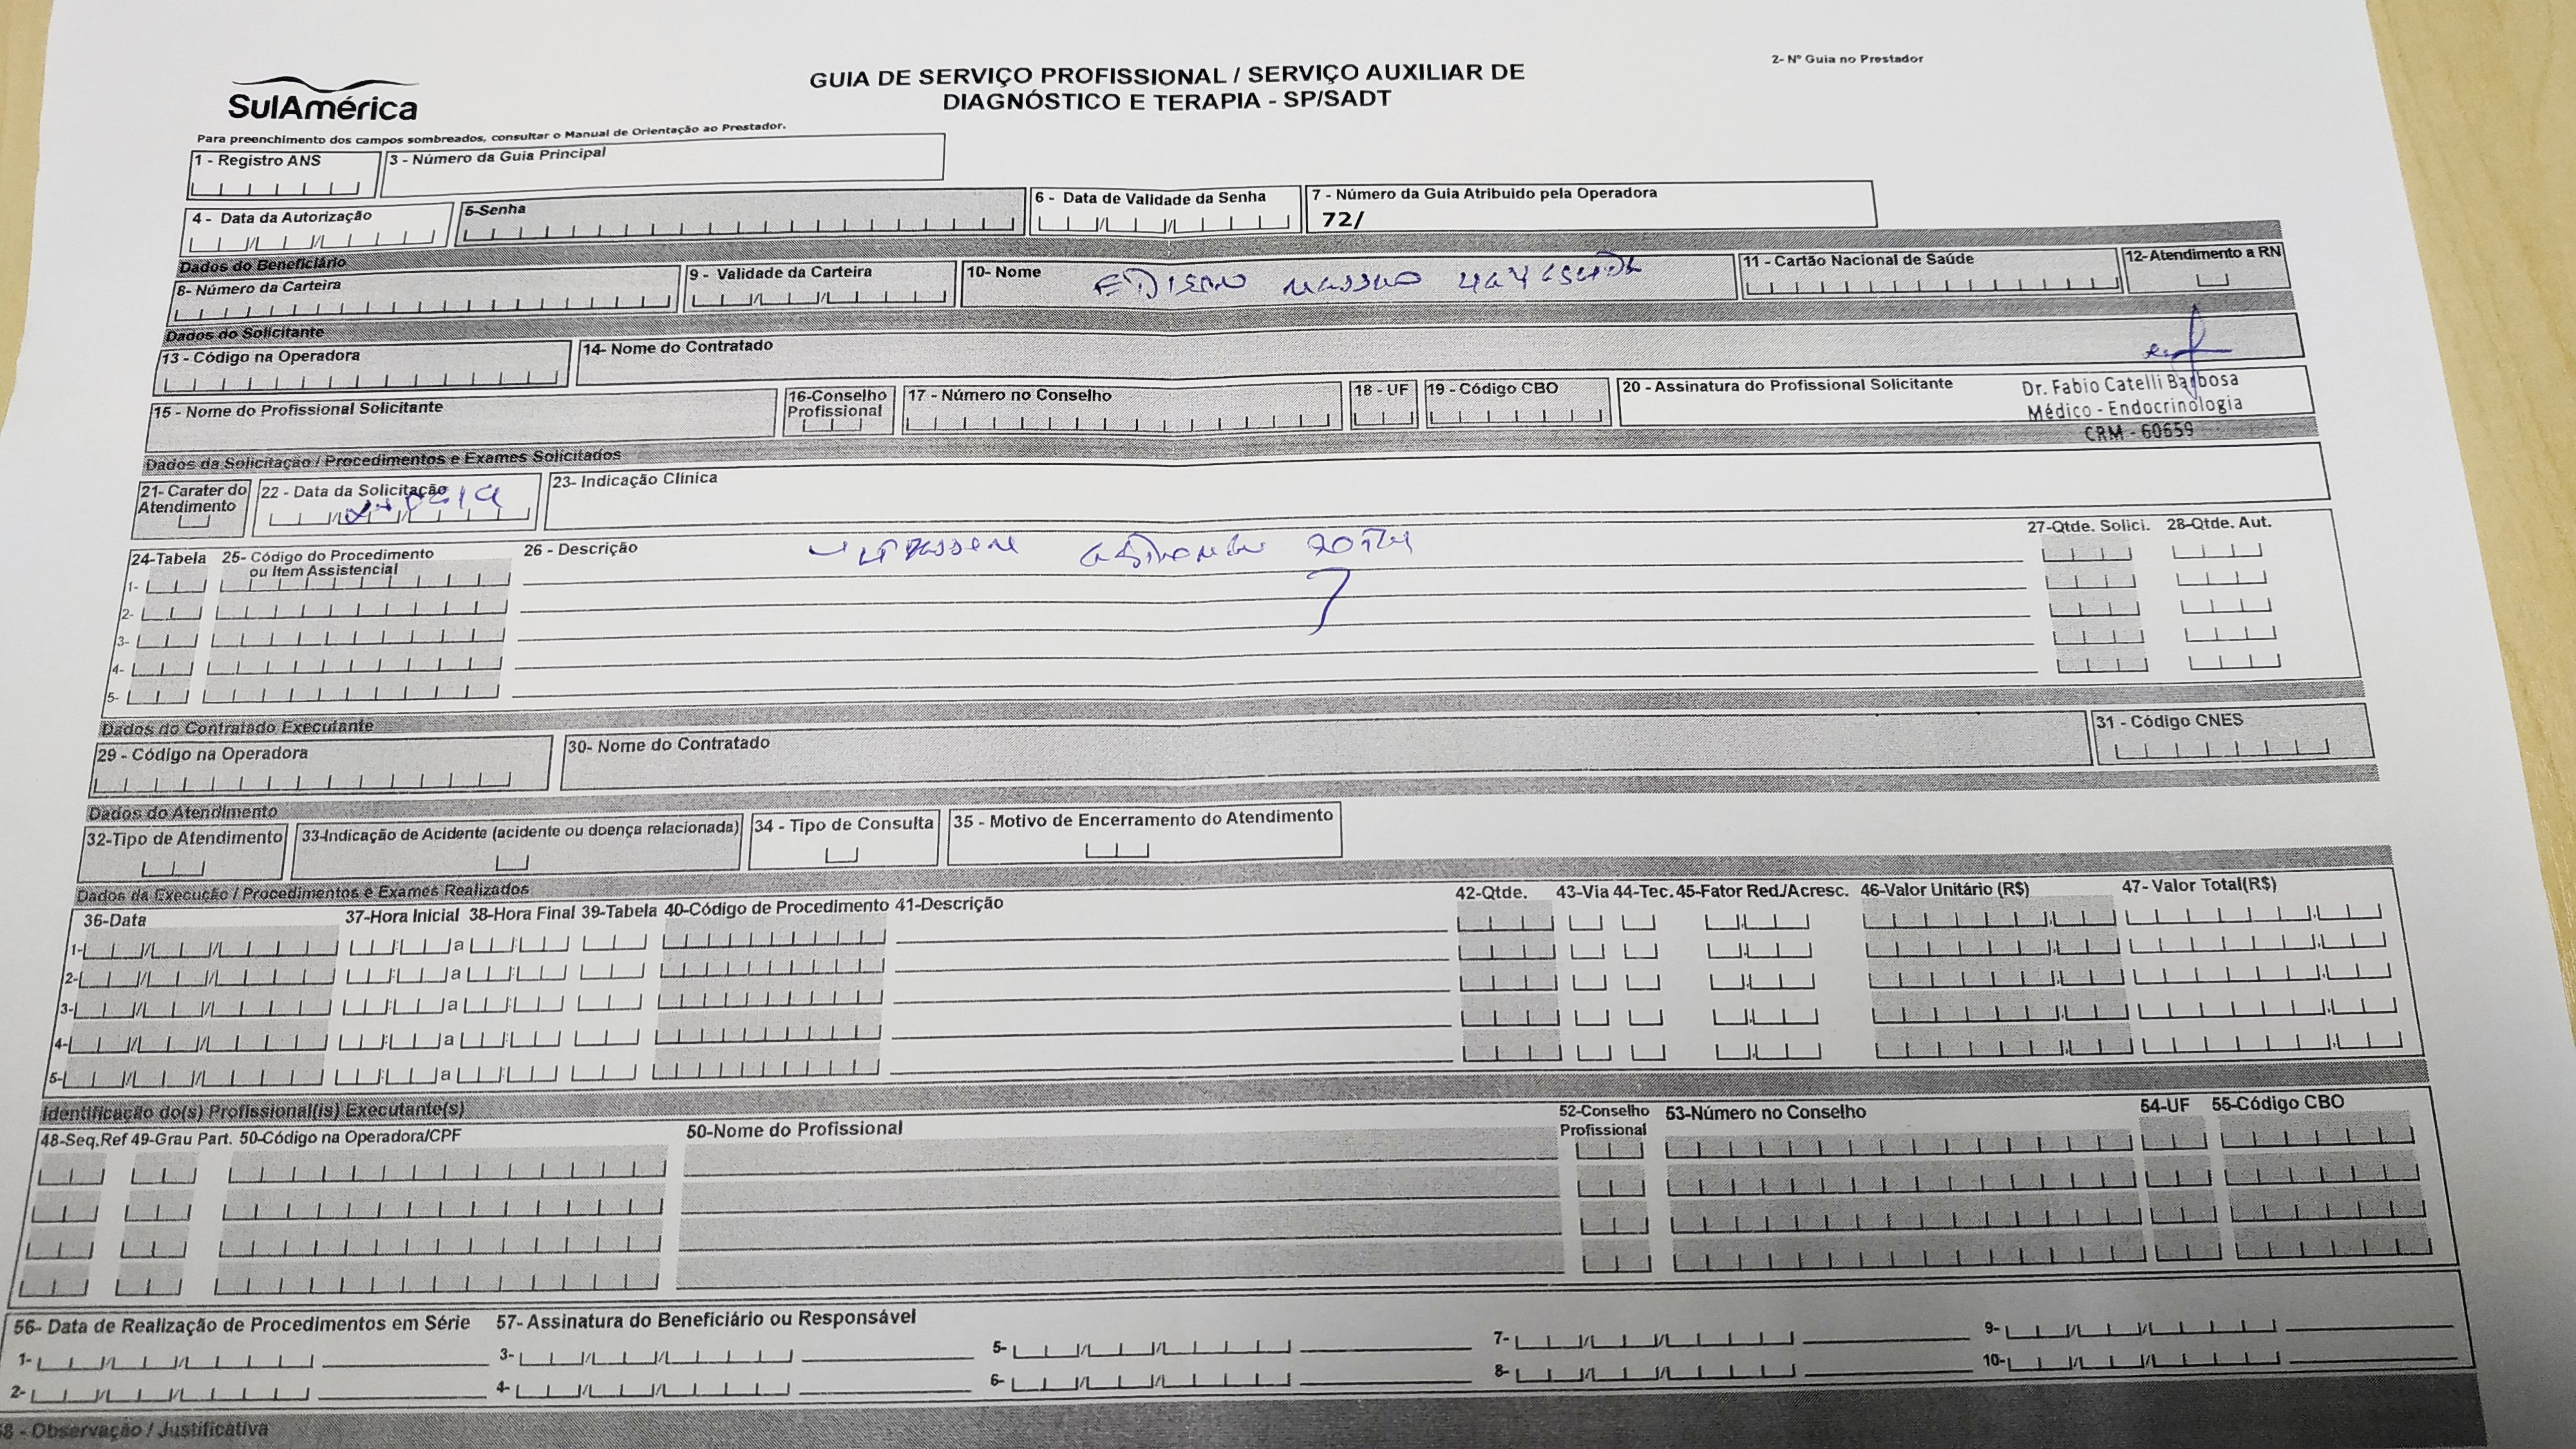 SulAmérica
GUIA DE SERVIÇO PROFISSIONAL / SERVIÇO AUXILIAR DE
DIAGNÓSTICO E TERAPIA - SP/SADT
2- Nº Guia no Prestador
Para preenchimento dos campos sombreados, consultar o Manual de Orientação ao Prestador.
1 - Registro ANS 3 - Número da Guia Principal
4 - Data da Autorização 5-Senha 6 - Data de Validade da Senha 7 - Número da Guia Atribuido pela Operadora
72/
Dados do Beneficiário
8- Número da Carteira 9 - Validade da Carteira 10- Nome 11 - Cartão Nacional de Saúde 12-Atendimento a RN
Dados do Solicitante
13 - Código na Operadora 14- Nome do Contratado
15 - Nome do Profissional Solicitante 16-Conselho Profissional 17 - Número no Conselho 18 - UF 19 - Código CBO 20 - Assinatura do Profissional Solicitante
Dr. Fabio Catelli Barbosa
Médico - Endocrinologia
CRM - 60659
Dados da Solicitação / Procedimentos e Exames Solicitados
21- Carater do Atendimento 22 - Data da Solicitação 23- Indicação Clínica
24-Tabela 25- Código do Procedimento ou Item Assistencial 26 - Descrição 27-Qtde. Solici. 28-Qtde. Aut.
1-
2-
3-
4-
5-
Dados do Contratado Executante
29 - Código na Operadora 30- Nome do Contratado 31 - Código CNES
Dados do Atendimento
32-Tipo de Atendimento 33-Indicação de Acidente (acidente ou doença relacionada) 34 - Tipo de Consulta 35 - Motivo de Encerramento do Atendimento
Dados da Execução / Procedimentos e Exames Realizados
36-Data 37-Hora Inicial 38-Hora Final 39-Tabela 40-Código de Procedimento 41-Descrição 42-Qtde. 43-Via 44-Tec. 45-Fator Red./Acresc. 46-Valor Unitário (R$) 47- Valor Total(R$)
1- a
2- a
3- a
4- a
5- a
Identificação do(s) Profissional(is) Executante(s)
48-Seq.Ref 49-Grau Part. 50-Código na Operadora/CPF 50-Nome do Profissional 52-Conselho Profissional 53-Número no Conselho 54-UF 55-Código CBO
56- Data de Realização de Procedimentos em Série 57- Assinatura do Beneficiário ou Responsável
1- 3- 5- 7- 9-
2- 4- 6- 8- 10-
58 - Observação / Justificativa